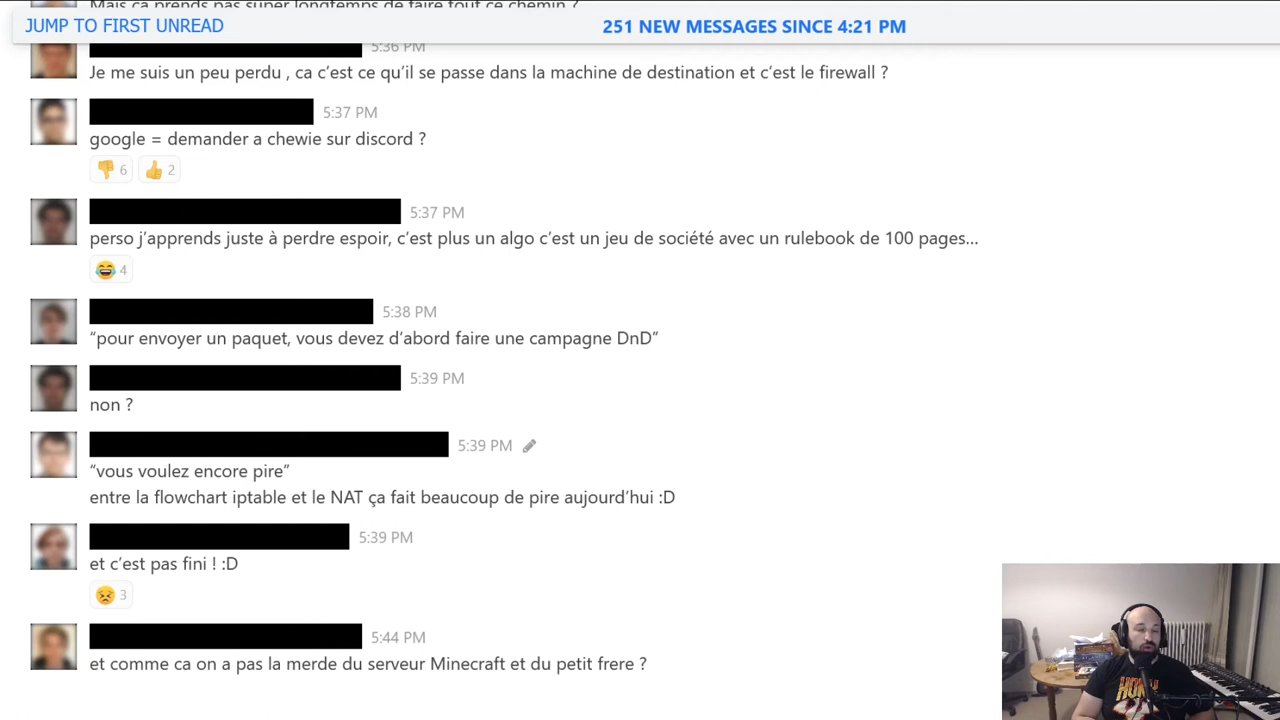 Mais ca prends pas super longtemps de faire tout ce chemin ?
JUMP TO FIRST UNREAD
251 NEW MESSAGES SINCE 4:21 PM
5:36 PM
Je me suis un peu perdu , ca c’est ce qu’il se passe dans la machine de destination et c’est le firewall ?
5:37 PM
google = demander a chewie sur discord ?
6 2
5:37 PM
perso j’apprends juste à perdre espoir, c’est plus un algo c’est un jeu de société avec un rulebook de 100 pages...
4
5:38 PM
“pour envoyer un paquet, vous devez d’abord faire une campagne DnD”
5:39 PM
non ?
5:39 PM
“vous voulez encore pire”
entre la flowchart iptable et le NAT ça fait beaucoup de pire aujourd’hui :D
5:39 PM
et c’est pas fini ! :D
3
5:44 PM
et comme ca on a pas la merde du serveur Minecraft et du petit frere ?